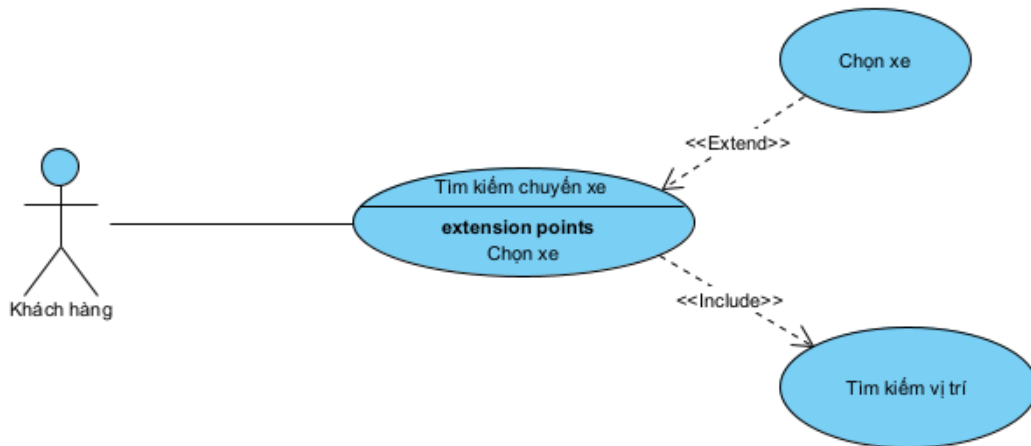 Chọn xe
<<Extend>>
Tìm kiếm chuyến xe
extension points
Chọn xe
Khách hàng
<<Include>>
Tìm kiếm vị trí